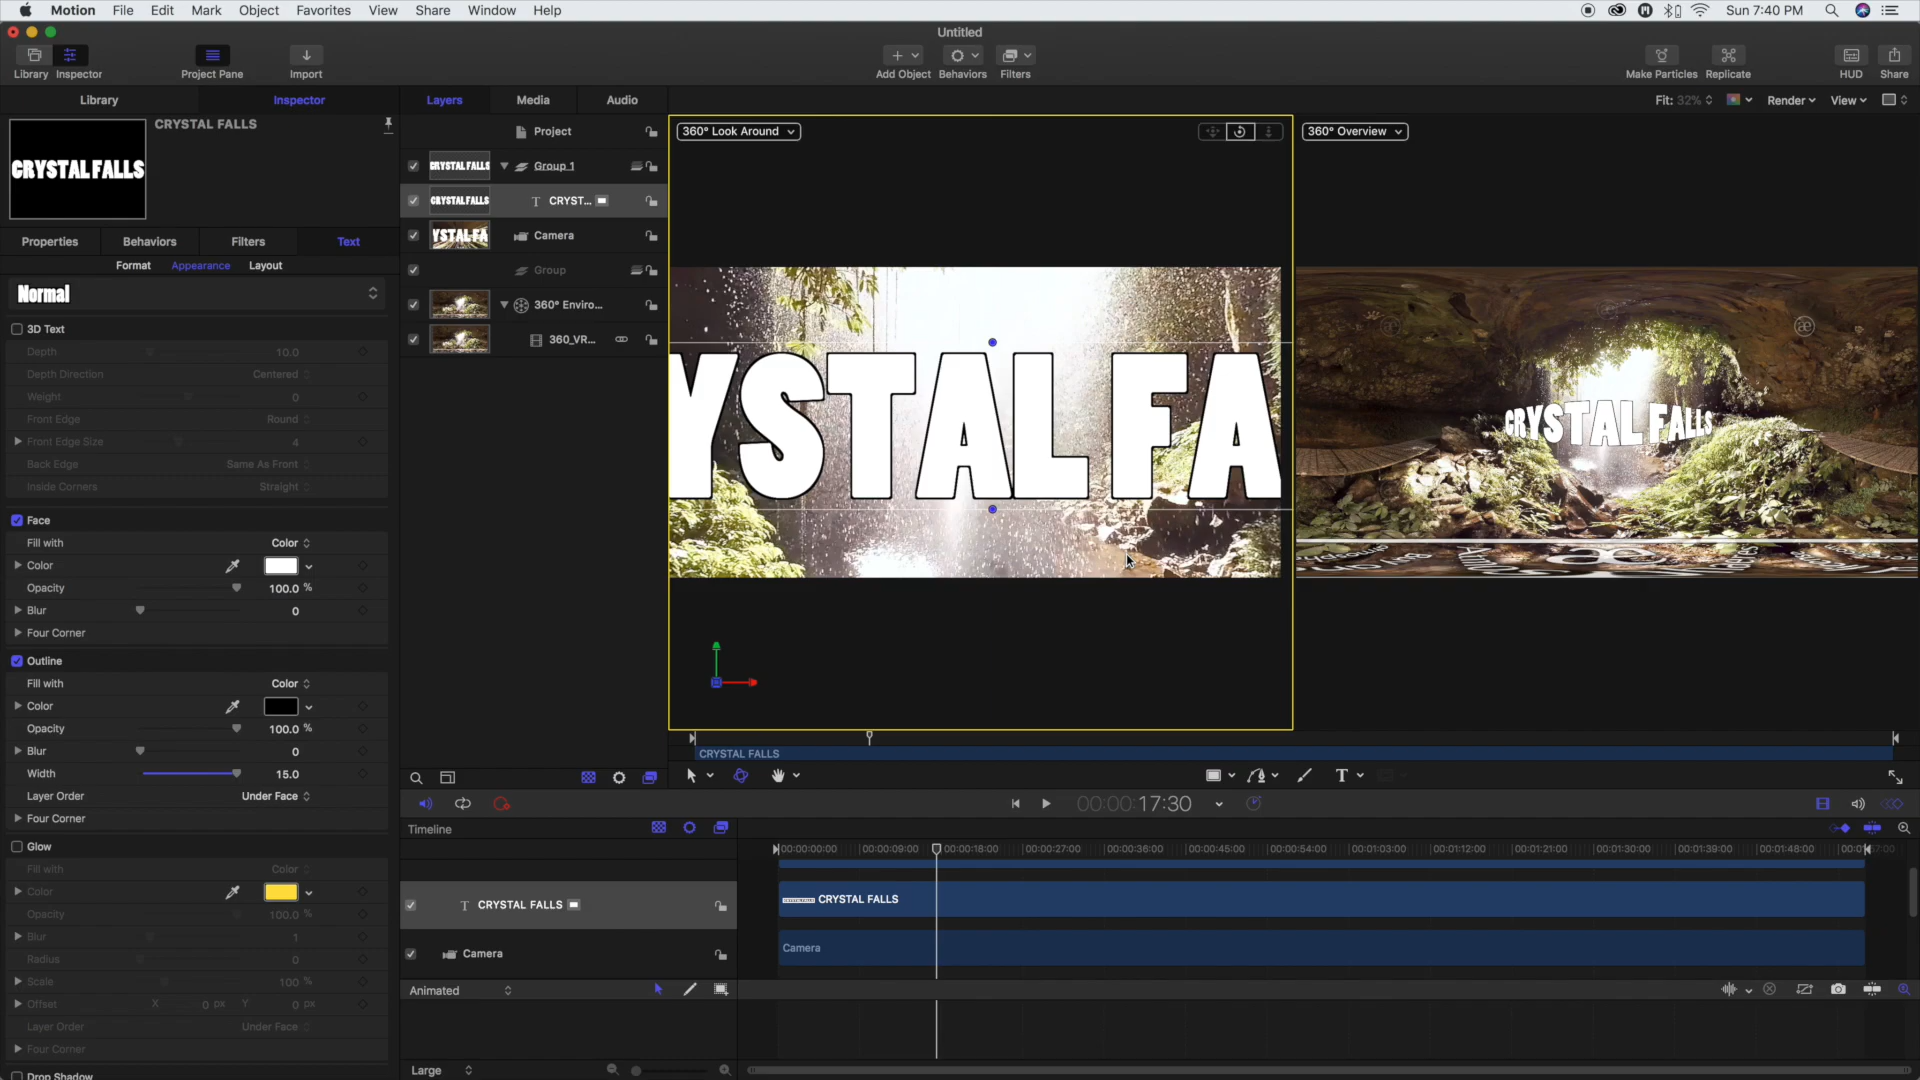 Motion File Edit Mark Object Favorites View Share Window Help Sun 7:40 PM
Untitled
Library Inspector Project Pane Import Add Object Behaviors Filters Make Particles Replicate HUD Share
Library Inspector Layers Media Audio Fit: 32% Render View
CRYSTAL FALLS
CRYSTAL FALLS
Properties Behaviors Filters Text
Format Appearance Layout
Normal
3D Text
Depth 10.0
Depth Direction Centered
Weight 0
Front Edge Round
Front Edge Size 4
Back Edge Same As Front
Inside Corners Straight
Face
Fill with Color
Color
Opacity 100.0 %
Blur 0
Four Corner
Outline
Fill with Color
Color
Opacity 100.0 %
Blur 0
Width 15.0
Layer Order Under Face
Four Corner
Glow
Fill with Color
Color
Opacity 100.0 %
Blur 1
Radius 0
Scale 100 %
Offset X 0 px Y 0 px
Layer Order Under Face
Four Corner
Drop Shadow
Project
CRYSTAL FALLS Group 1
CRYSTAL FALLS T CRYST...
YSTAL FA Camera
Group
360° Enviro...
360_VR...
360° Look Around
YSTAL FA
360° Overview
CRYSTAL FALLS
CRYSTAL FALLS
T
00:00:00:17:30
Timeline
00:00:00:00 00:00:09:00 00:00:18:00 00:00:27:00 00:00:36:00 00:00:45:00 00:00:54:00 00:01:03:00 00:01:12:00 00:01:21:00 00:01:30:00 00:01:39:00 00:01:48:00
T CRYSTAL FALLS CRYSTAL FALLS
Camera Camera
Animated
Large